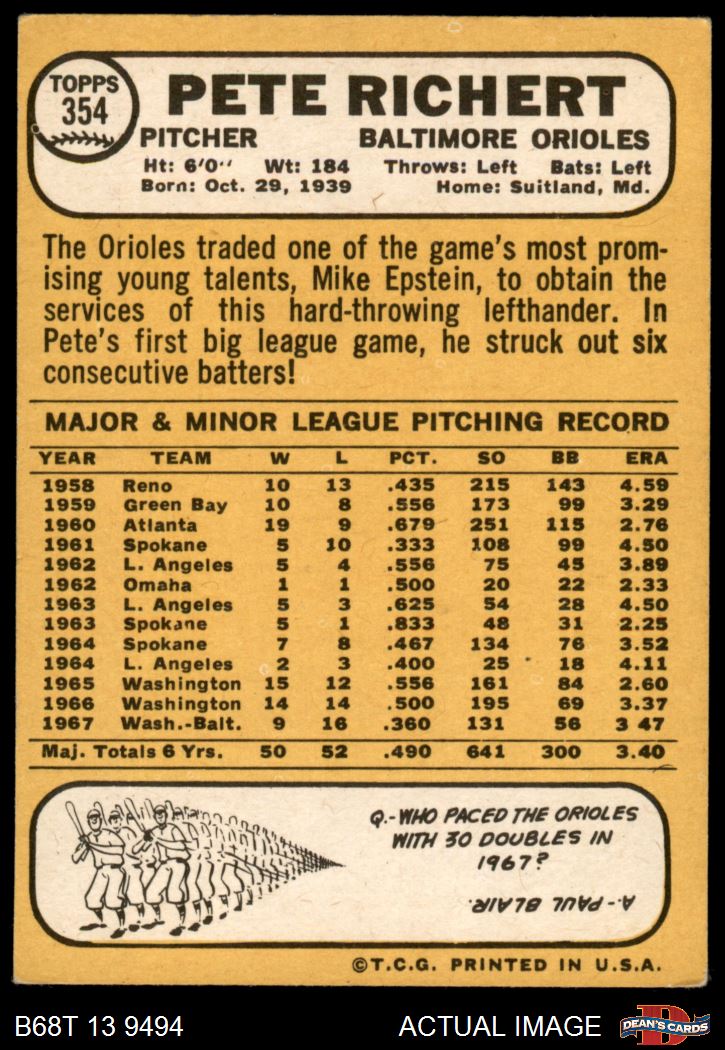 TOPPS
354
PETE RICHERT
PITCHER BALTIMORE ORIOLES
Ht: 6'0" Wt: 184 Throws: Left Bats: Left
Born: Oct. 29, 1939 Home: Suitland, Md.
The Orioles traded one of the game's most prom-
ising young talents, Mike Epstein, to obtain the
services of this hard-throwing lefthander. In
Pete's first big league game, he struck out six
consecutive batters!
MAJOR & MINOR LEAGUE PITCHING RECORD
YEAR TEAM W L PCT. SO BB ERA
1958 Reno 10 13 .435 215 143 4.59
1959 Green Bay 10 8 .556 173 99 3.29
1960 Atlanta 19 9 .679 251 115 2.76
1961 Spokane 5 10 .333 108 99 4.50
1962 L. Angeles 5 4 .556 75 45 3.89
1962 Omaha 1 1 .500 20 22 2.33
1963 L. Angeles 5 3 .625 54 28 4.50
1963 Spokane 5 1 .833 48 31 2.25
1964 Spokane 7 8 .467 134 76 3.52
1964 L. Angeles 2 3 .400 25 18 4.11
1965 Washington 15 12 .556 161 84 2.60
1966 Washington 14 14 .500 195 69 3.37
1967 Wash.-Balt. 9 16 .360 131 56 3 47
Maj. Totals 6 Yrs. 50 52 .490 641 300 3.40
Q.-WHO PACED THE ORIOLES
WITH 30 DOUBLES IN
1967?
A.-PAUL BLAIR.
©T.C.G. PRINTED IN U.S.A.
B68T 13 9494 ACTUAL IMAGE D DEAN'S CARDS